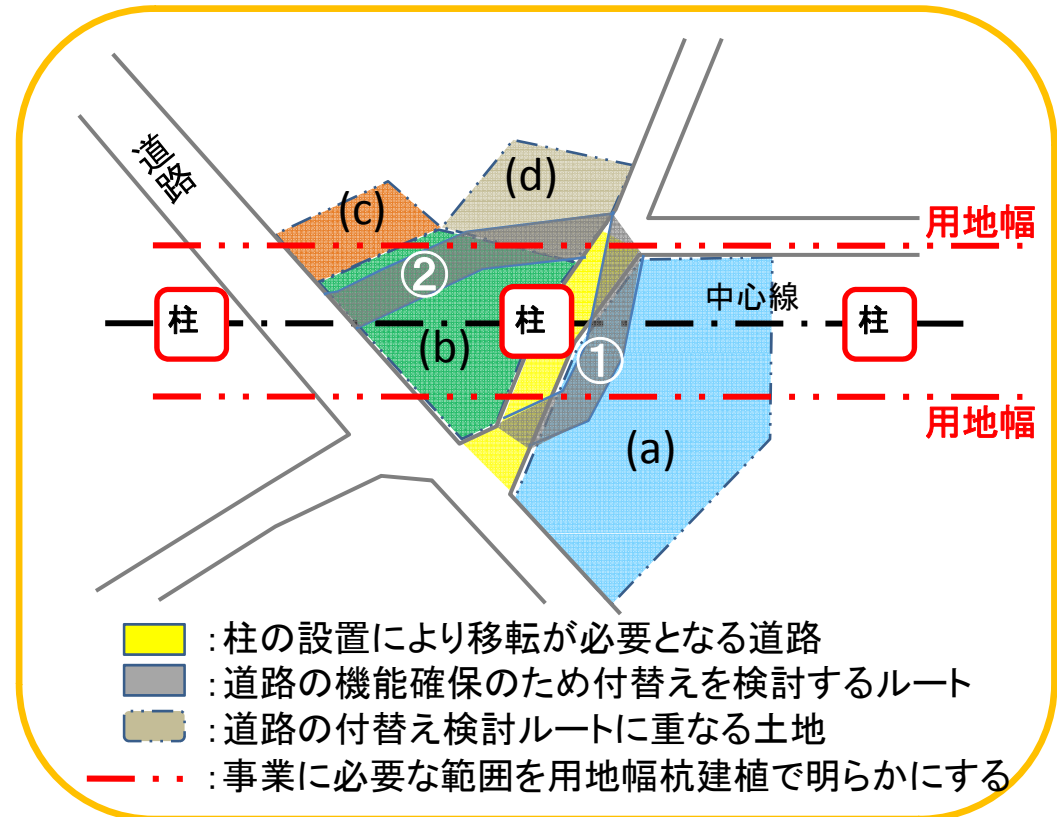 道路
(d)
(c)
用地幅
②
中心線
柱
柱
柱
(b)
①
用地幅
(a)
:柱の設置により移転が必要となる道路
:道路の機能確保のため付替えを検討するルート
:道路の付替え検討ルートに重なる土地
:事業に必要な範囲を用地幅杭建植で明らかにする